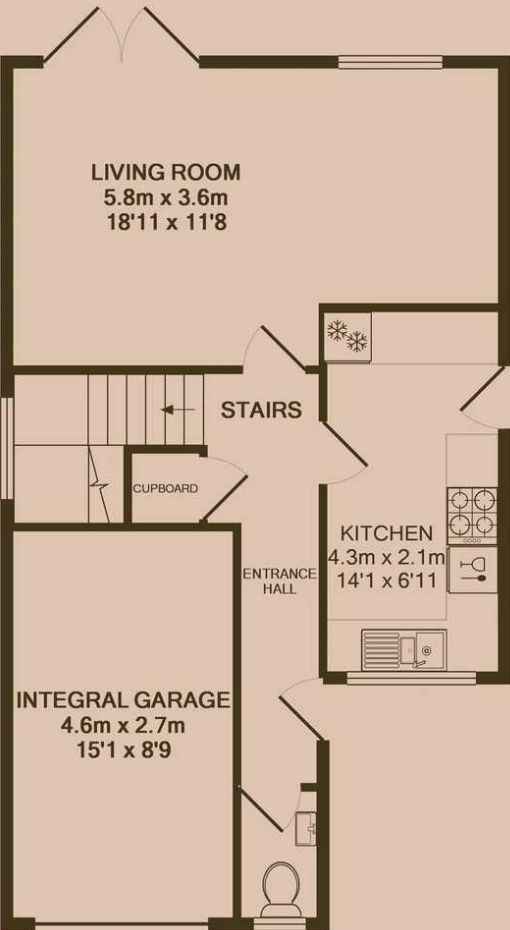 LIVING ROOM
5.8m x 3.6m
18'11 x 11'8
STAIRS
CUPBOARD
KITCHEN
4.3m x 2.1m
14'1 x 6'11
ENTRANCE
HALL
INTEGRAL GARAGE
4.6m x 2.7m
15'1 x 8'9